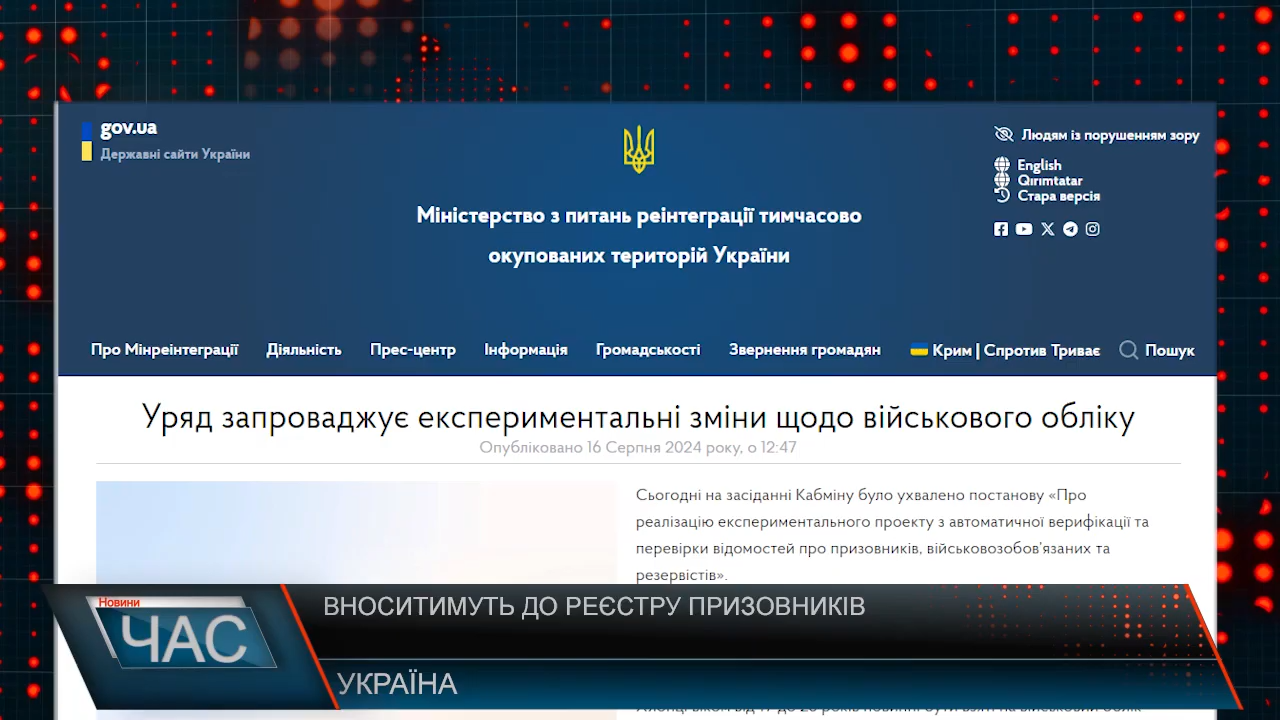 gov.ua
Державні сайти України
Людям із порушенням зору
English
Qırımtatar
Стара версія
Міністерство з питань реінтеграції тимчасово
окупованих територій України
Про Мінреінтеграції Діяльність Прес-центр Інформація Громадськості Звернення громадян Крим | Спротив Триває Пошук
Уряд запроваджує експериментальні зміни щодо військового обліку
Опубліковано 16 Серпня 2024 року, о 12:47
Сьогодні на засіданні Кабміну було ухвалено постанову «Про
реалізацію експериментального проекту з автоматичної верифікації та
перевірки відомостей про призовників, військовозобов'язаних та
резервістів».
Новини
ЧАС
ВНОСИТИМУТЬ ДО РЕЄСТРУ ПРИЗОВНИКІВ
УКРАЇНА